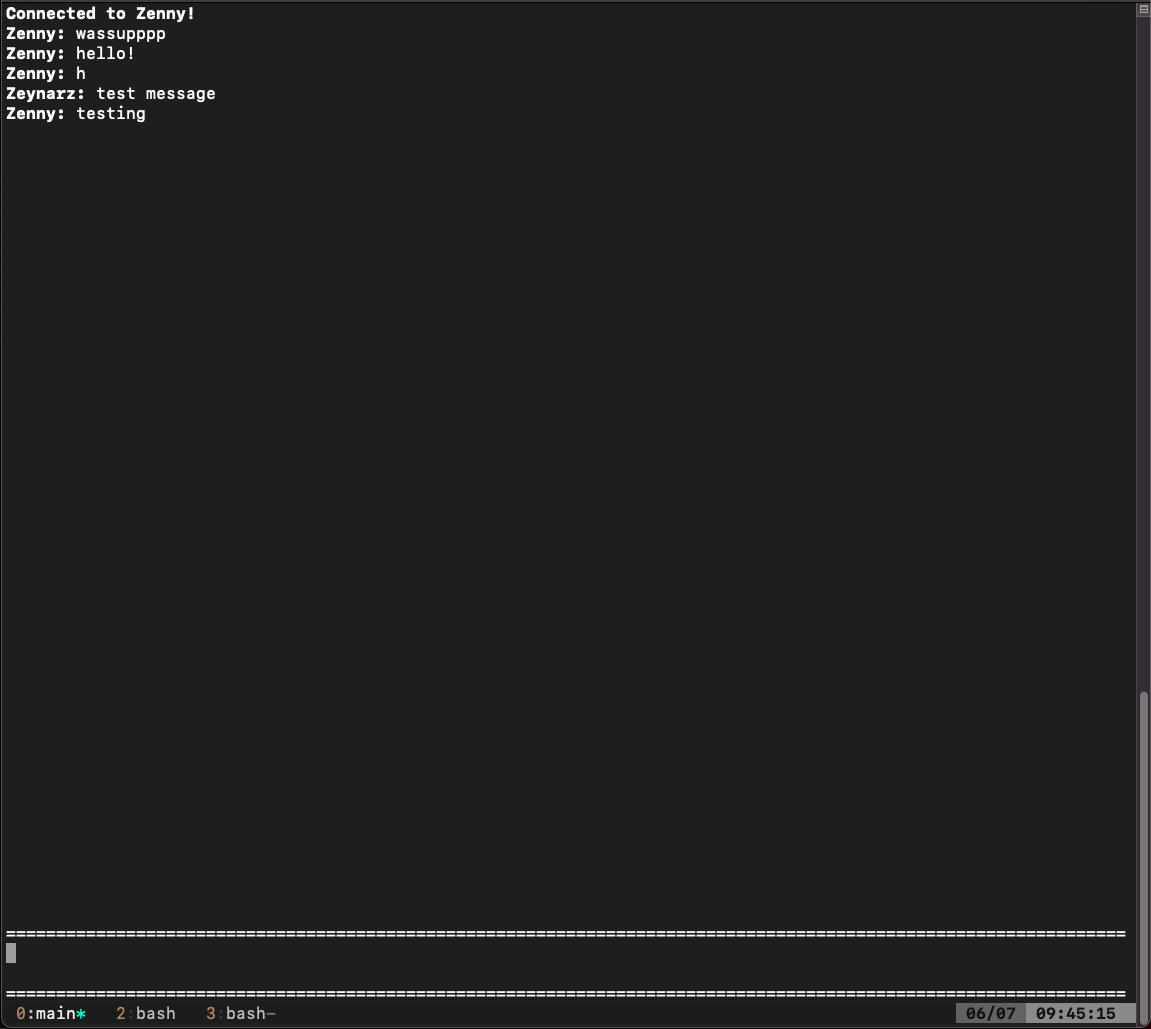 Connected to Zenny!
Zenny: wassupppp
Zenny: hello!
Zenny: h
Zeynarz: test message
Zenny: testing
================================================================================================================
================================================================================================================
0:main* 2:bash 3:bash- 06/07 09:45:15